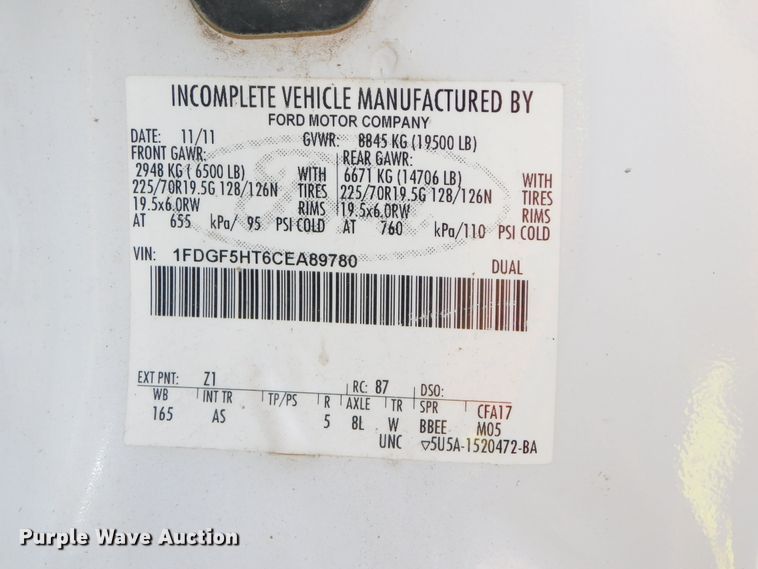 INCOMPLETE VEHICLE MANUFACTURED BY
FORD MOTOR COMPANY
DATE: 11/11 GVWR: 8845 KG (19500 LB)
FRONT GAWR: REAR GAWR:
2948 KG ( 6500 LB) WITH 6671 KG (14706 LB) WITH
225/70R19.5G 128/126N TIRES 225/70R19.5G 128/126N TIRES
19.5x6.0RW RIMS 19.5x6.0RW RIMS
AT 655 kPa/ 95 PSI COLD AT 760 kPa/110 PSI COLD
VIN: 1FDGF5HT6CEA89780
DUAL
EXT PNT: Z1 RC: 87 DSO:
WB INT TR TP/PS R AXLE TR SPR CFA17
165 AS 5 8L W BBEE M05
UNC ▽5U5A-1520472-BA
Purple Wave Auction